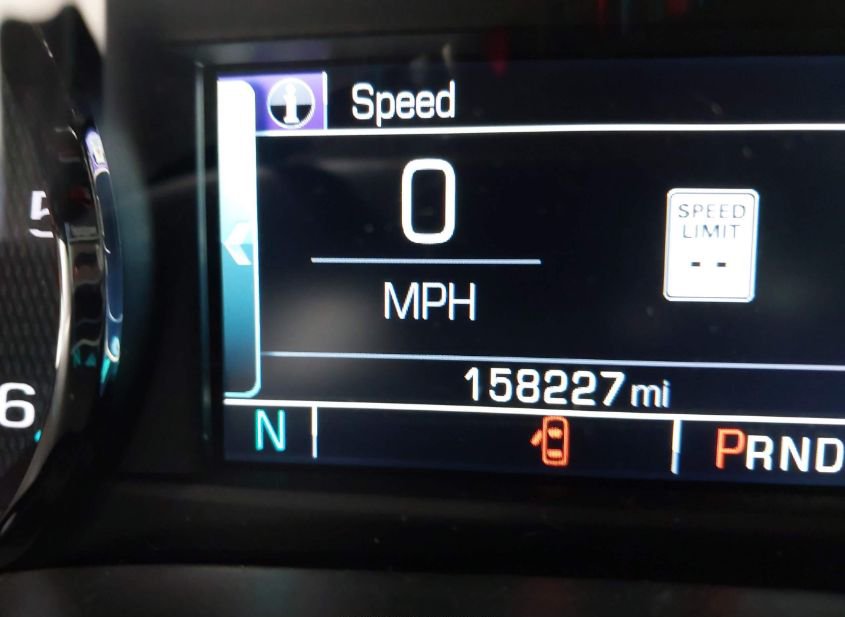 Speed
0
MPH
SPEED
LIMIT
--
158227 mi
N
PRND
5
6